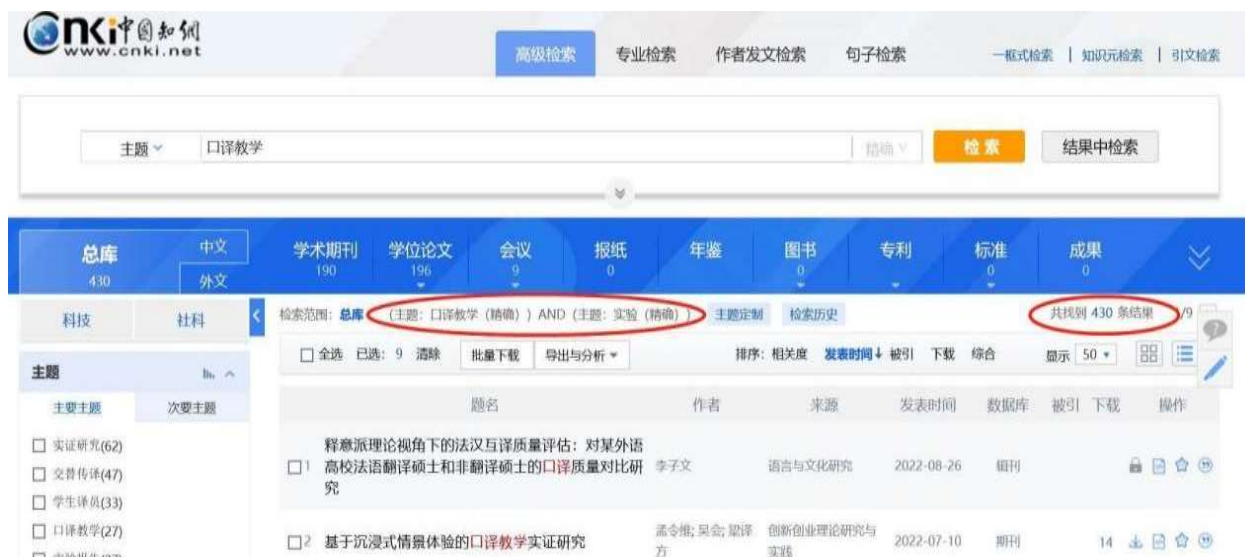 cnki中国知网
www.cnki.net
高级检索 专业检索 作者发文检索 句子检索 一框式检索 | 知识元检索 | 引文检索
主题 口译教学 精确 检索 结果中检索
总库 中文 学术期刊 学位论文 会议 报纸 年鉴 图书 专利 标准 成果
430 外文 190 196 9 0 0 0 0
科技 社科 检索范围：总库 （主题：口译教学（精确））AND（主题：实验（精确）） 主题定制 检索历史 共找到 430 条结果 /9
全选 已选：9 清除 批量下载 导出与分析 排序：相关度 发表时间↓ 被引 下载 综合 显示 50
主题
主要主题 次要主题 题名 作者 来源 发表时间 数据库 被引 下载 操作
实证研究(62)
交替传译(47)
学生译员(33)
口译教学(27)
释意派理论视角下的法汉互译质量评估：对某外语
1 高校法语翻译硕士和非翻译硕士的口译质量对比研 李子文 语言与文化研究 2022-08-26 辑刊
究
2 基于沉浸式情景体验的口译教学实证研究 孟令维; 吴会; 梁译方 创新创业理论研究与实践 2022-07-10 期刊 14